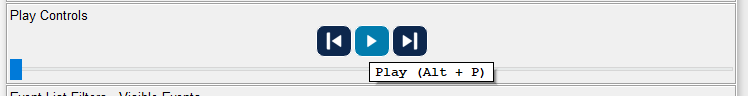 Play Controls
Play (Alt + P)
Event List Filters - Visible Events